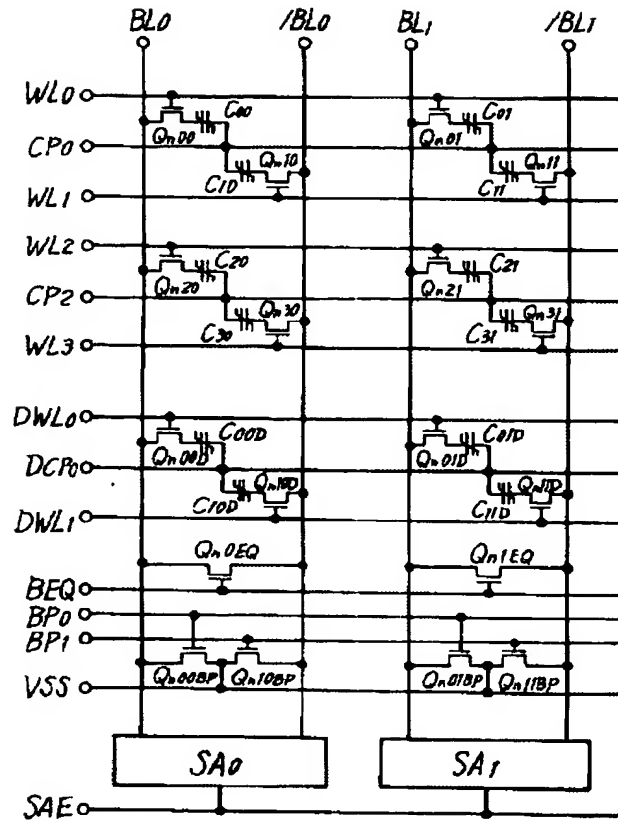 BL0 /BL0 BL1 /BL1
WL0
C00 C01
Qn00 Qn01
CP0
Qn10 Qn11
C10 C11
WL1
WL2
C20 C21
Qn20 Qn21
CP2
Qn30 Qn31
C30 C31
WL3
DWL0
C00D C01D
Qn00D Qn01D
DCP0
Qn10D Qn11D
C10D C11D
DWL1
Qn0EQ Qn1EQ
BEQ
BP0
BP1
Qn00BP Qn10BP Qn01BP Qn11BP
VSS
SA0 SA1
SAE